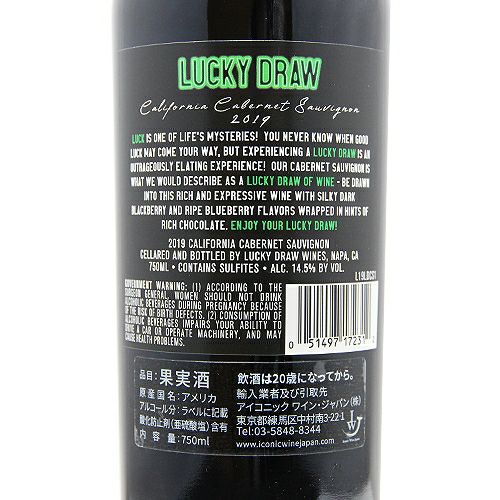 LUCKY DRAW
California Cabernet Sauvignon
2019
LUCK IS ONE OF LIFE'S MYSTERIES! YOU NEVER KNOW WHEN GOOD
LUCK MAY COME YOUR WAY, BUT EXPERIENCING A LUCKY DRAW IS AN
OUTRAGEOUSLY ELATING EXPERIENCE! OUR CABERNET SAUVIGNON IS
WHAT WE WOULD DESCRIBE AS A LUCKY DRAW OF WINE - BE DRAWN
INTO THIS RICH AND EXPRESSIVE WINE WITH SILKY DARK
BLACKBERRY AND RIPE BLUEBERRY FLAVORS WRAPPED IN HINTS OF
RICH CHOCOLATE. ENJOY YOUR LUCKY DRAW!
2019 CALIFORNIA CABERNET SAUVIGNON
CELLARED AND BOTTLED BY LUCKY DRAW WINES, NAPA, CA
750ML • CONTAINS SULFITES • ALC. 14.5% BY VOL.
L19LDCS01
GOVERNMENT WARNING: (1) ACCORDING TO THE
SURGEON GENERAL, WOMEN SHOULD NOT DRINK
ALCOHOLIC BEVERAGES DURING PREGNANCY BECAUSE
OF THE RISK OF BIRTH DEFECTS. (2) CONSUMPTION OF
ALCOHOLIC BEVERAGES IMPAIRS YOUR ABILITY TO
DRIVE A CAR OR OPERATE MACHINERY, AND MAY
CAUSE HEALTH PROBLEMS.
0 51497 17231
品目:果実酒
原産国名:アメリカ
アルコール分:ラベルに記載
酸化防止剤(亜硫酸塩)含有
内容量:750ml
飲酒は20歳になってから。
輸入業者及び引取先
アイコニック ワイン・ジャパン(株)
東京都練馬区中村南3-22-1
Tel:03-5848-8344
www.iconicwinejapan.com